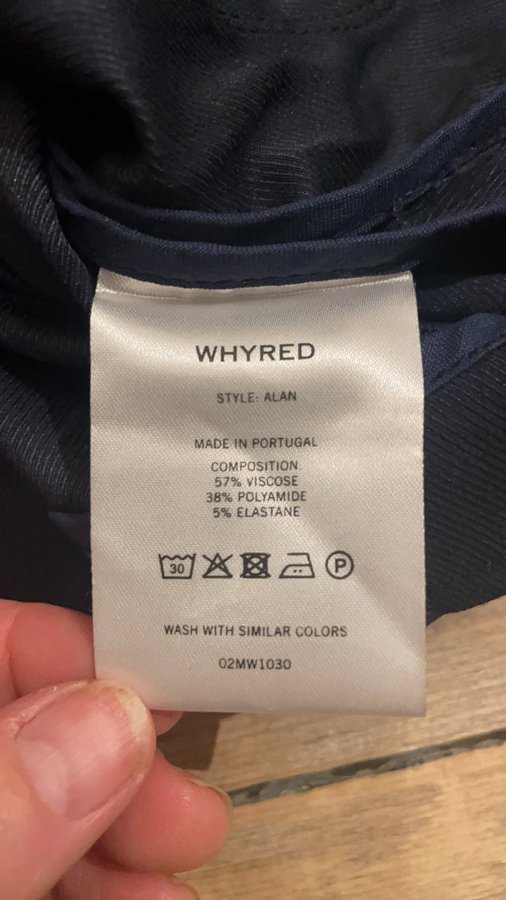 WHYRED
STYLE: ALAN
MADE IN PORTUGAL
COMPOSITION:
57% VISCOSE
38% POLYAMIDE
5% ELASTANE
30 P
WASH WITH SIMILAR COLORS
02MW1030